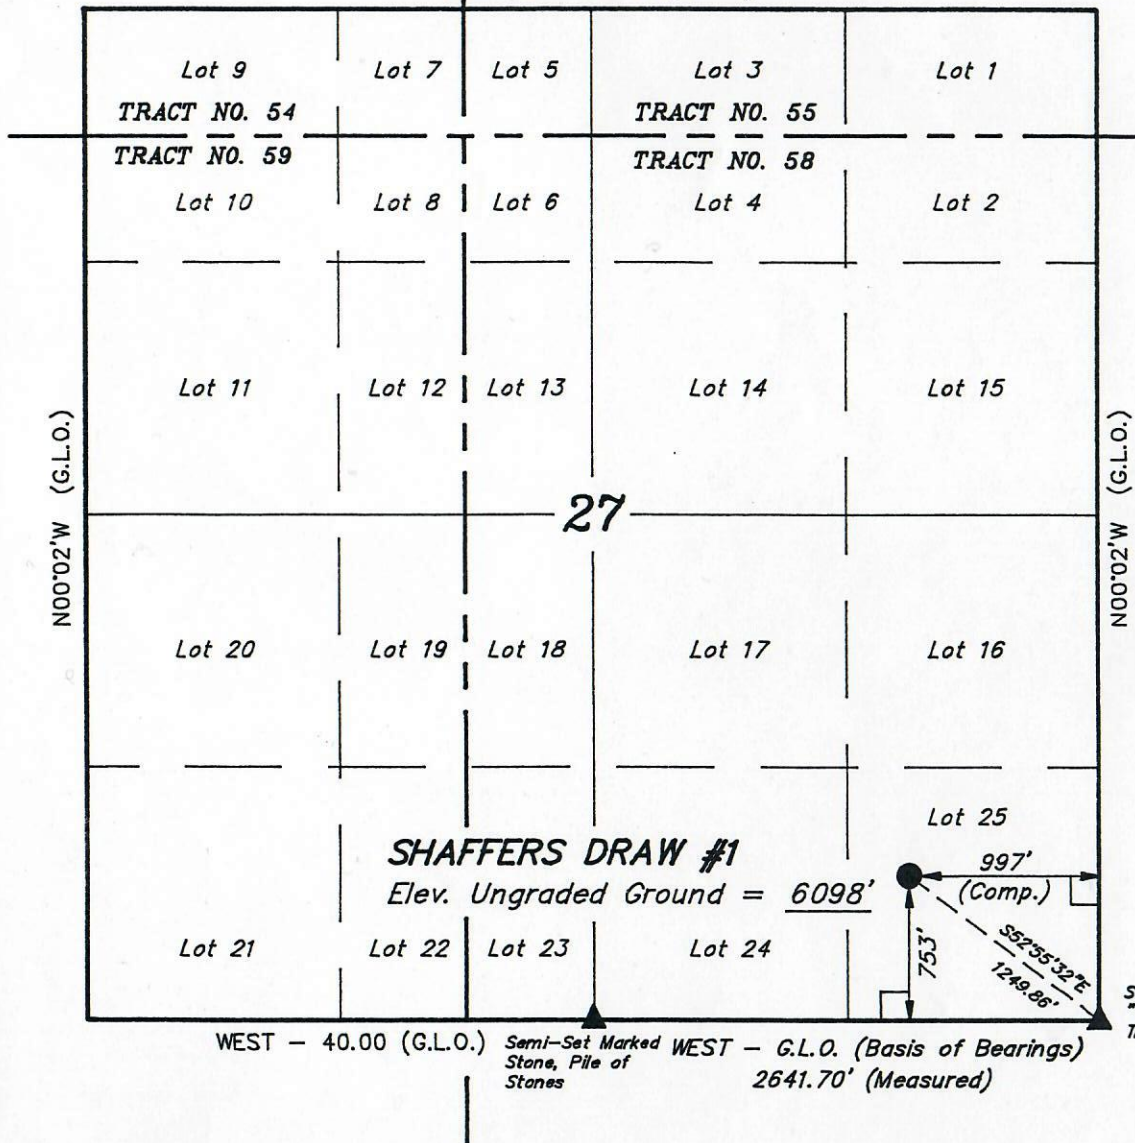 Lot 9
Lot 7
Lot 5
Lot 3
Lot 1
TRACT NO. 54
TRACT NO. 55
TRACT NO. 59
TRACT NO. 58
Lot 10
Lot 8
Lot 6
Lot 4
Lot 2
Lot 11
Lot 12
Lot 13
Lot 14
Lot 15
N00°02'W (G.L.O.)
N00°02'W (G.L.O.)
27
Lot 20
Lot 19
Lot 18
Lot 17
Lot 16
Lot 25
SHAFFERS DRAW #1
Elev. Ungraded Ground = 6098'
997'
(Comp.)
753'
S52°55'32"E
1249.86'
Lot 21
Lot 22
Lot 23
Lot 24
WEST – 40.00 (G.L.O.)
Semi-Set Marked
Stone, Pile of
Stones
WEST – G.L.O. (Basis of Bearings)
2641.70' (Measured)